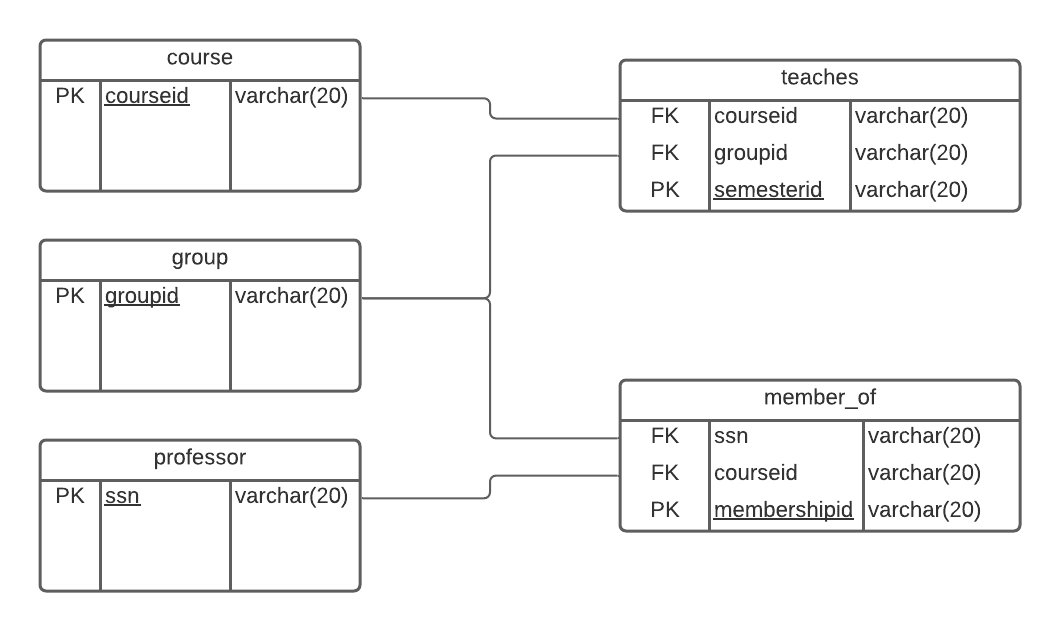 course
PK courseid varchar(20)
group
PK groupid varchar(20)
professor
PK ssn varchar(20)
teaches
FK courseid varchar(20)
FK groupid varchar(20)
PK semesterid varchar(20)
member_of
FK ssn varchar(20)
FK courseid varchar(20)
PK membershipid varchar(20)